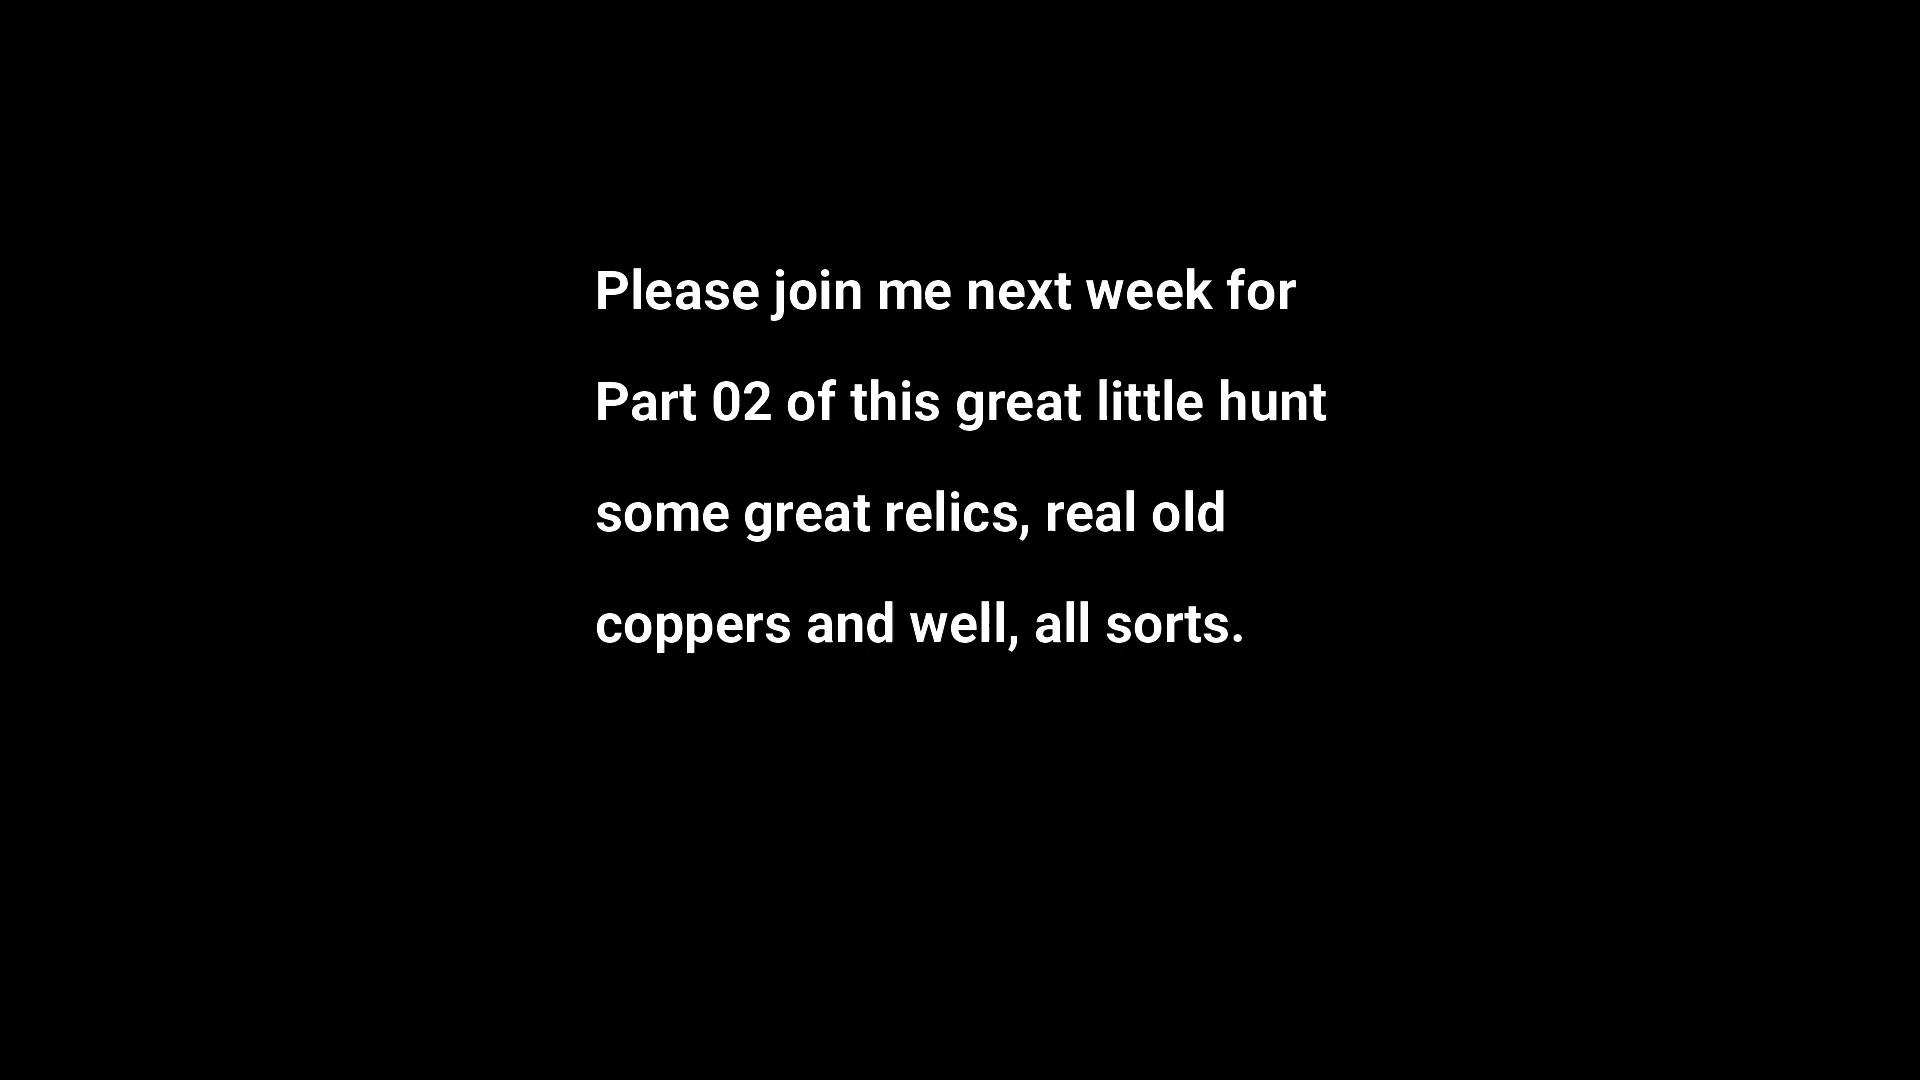 Please join me next week for
Part 02 of this great little hunt
some great relics, real old
coppers and well, all sorts.